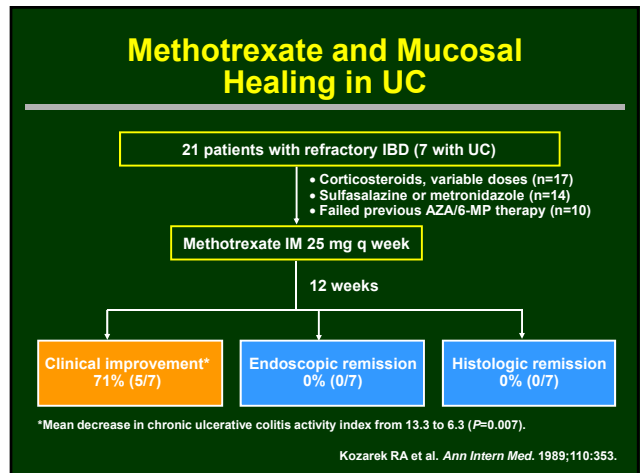 Methotrexate and Mucosal
Healing in UC
21 patients with refractory IBD (7 with UC)
• Corticosteroids, variable doses (n=17)
• Sulfasalazine or metronidazole (n=14)
• Failed previous AZA/6-MP therapy (n=10)
Methotrexate IM 25 mg q week
12 weeks
Clinical improvement*
71% (5/7)
Endoscopic remission
0% (0/7)
Histologic remission
0% (0/7)
*Mean decrease in chronic ulcerative colitis activity index from 13.3 to 6.3 (P=0.007).
Kozarek RA et al. Ann Intern Med. 1989;110:353.